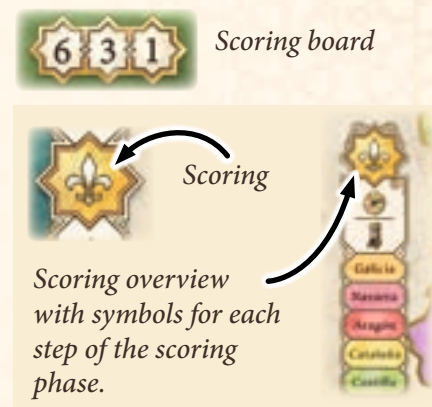 6 3 1
Scoring board
Scoring
Scoring overview
with symbols for each
step of the scoring
phase.
Galicia
Navarra
Aragón
Cataluña
Castilla